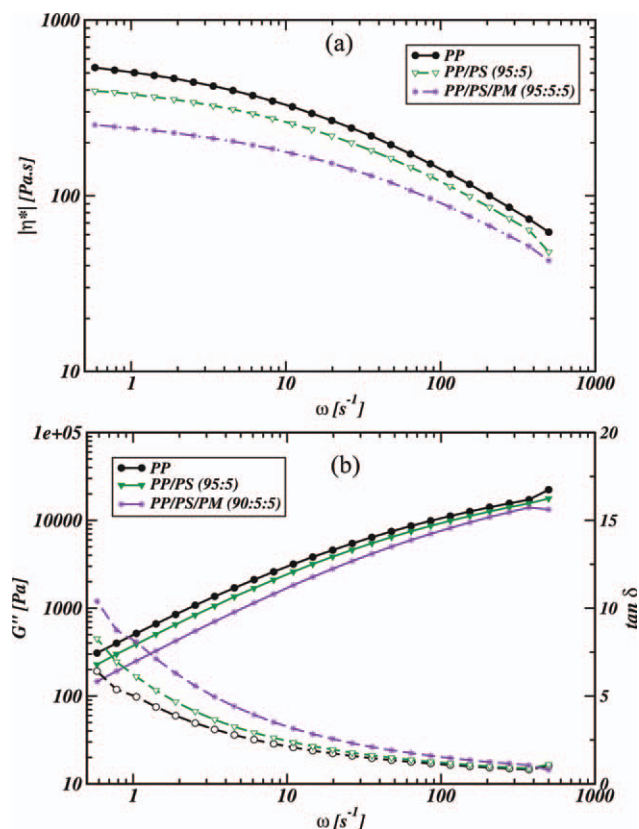 (a)
PP
PP/PS (95:5)
PP/PS/PM (95:5:5)
1000
100
10
|η*| [Pa.s]
1
10
100
1000
ω [s⁻¹]
(b)
PP
PP/PS (95:5)
PP/PS/PM (90:5:5)
1e+05
10000
1000
100
10
G'' [Pa]
20
15
10
5
0
tan δ
1
10
100
1000
ω [s⁻¹]